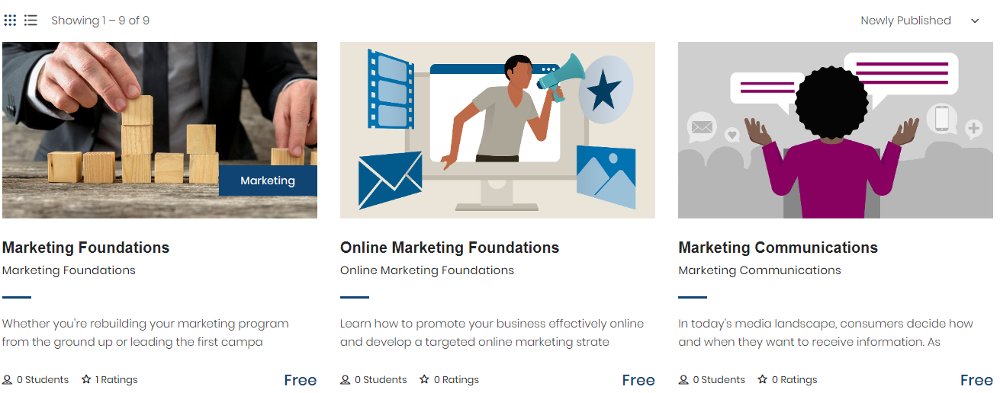 Showing 1 – 9 of 9
Newly Published
Marketing
Marketing Foundations
Marketing Foundations
Whether you're rebuilding your marketing program
from the ground up or leading the first campa
0 Students
1 Ratings
Free
Online Marketing Foundations
Online Marketing Foundations
Learn how to promote your business effectively online
and develop a targeted online marketing strate
0 Students
0 Ratings
Free
Marketing Communications
Marketing Communications
In today's media landscape, consumers decide how
and when they want to receive information. As
0 Students
0 Ratings
Free